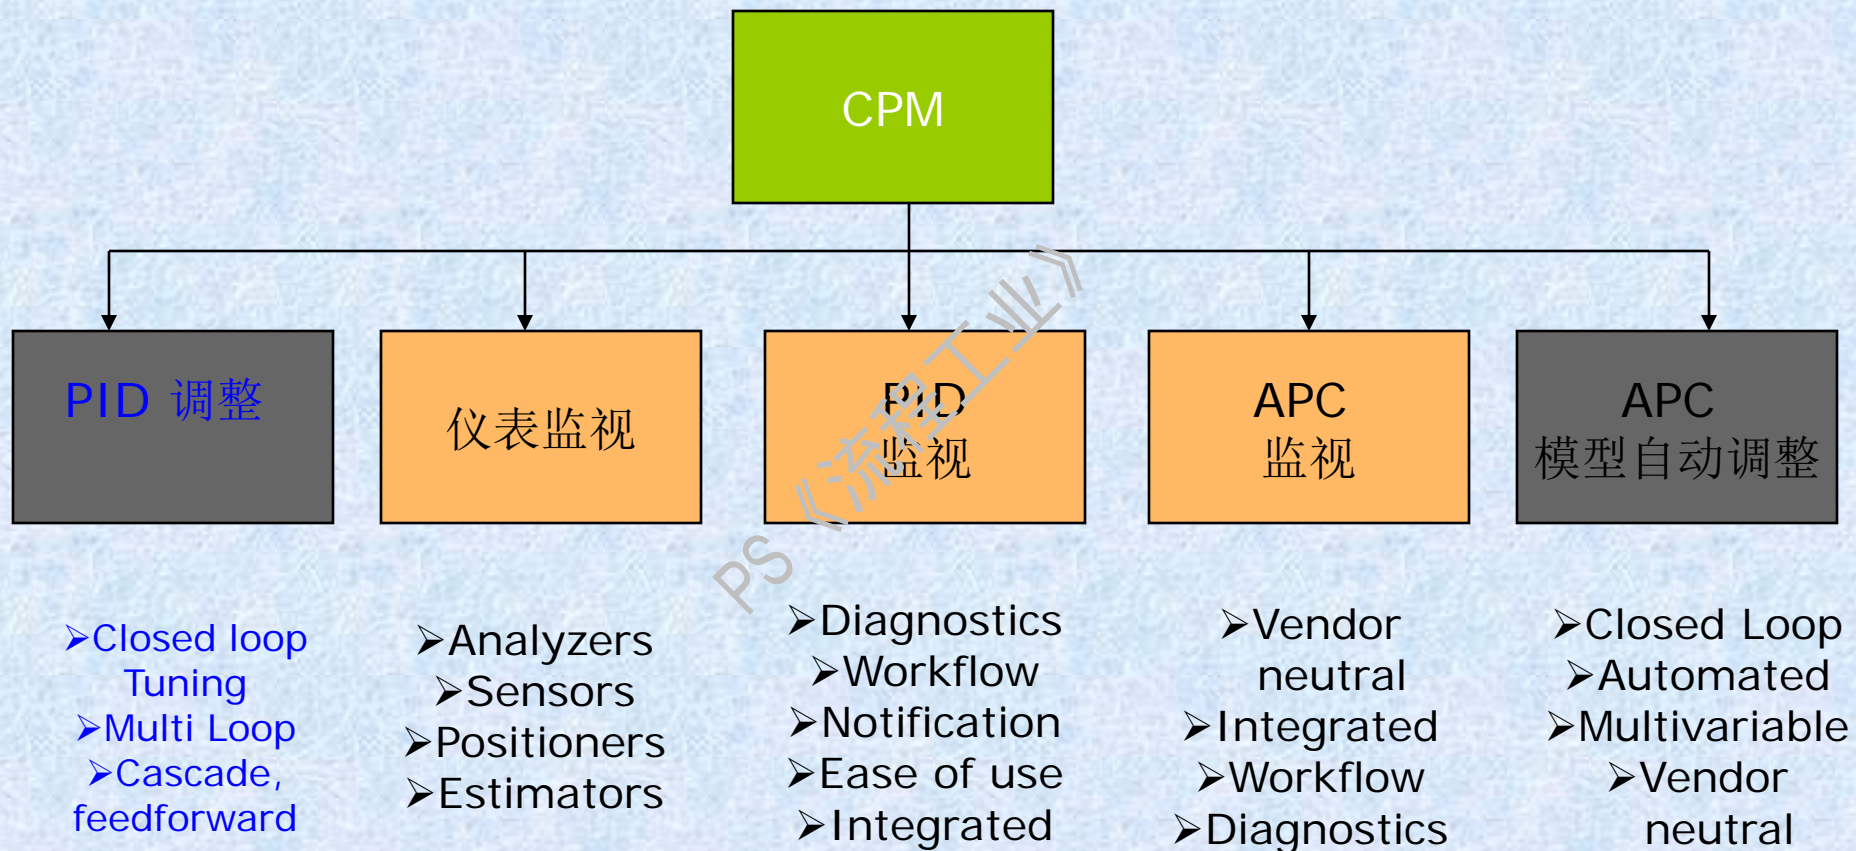 CPM
PID 调整
仪表监视
PID
监视
APC
监视
APC
模型自动调整
PS《流程工业》
➢Closed loop
Tuning
➢Multi Loop
➢Cascade,
feedforward
➢Analyzers
➢Sensors
➢Positioners
➢Estimators
➢Diagnostics
➢Workflow
➢Notification
➢Ease of use
➢Integrated
➢Vendor
neutral
➢Integrated
➢Workflow
➢Diagnostics
➢Closed Loop
➢Automated
➢Multivariable
➢Vendor
neutral